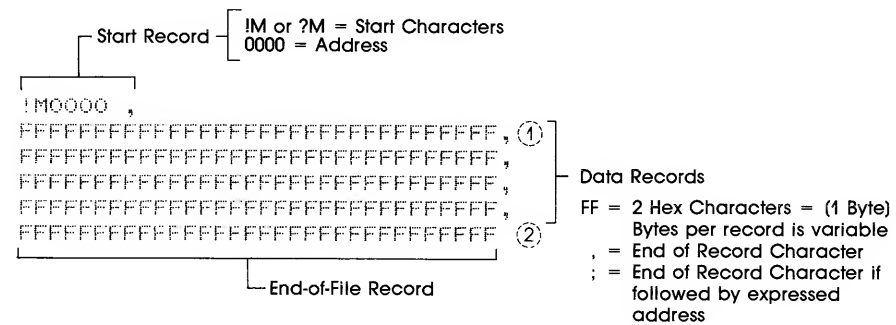 Start Record
!M or ?M = Start Characters
0000 = Address
!M0000 ,
FFFFFFFFFFFFFFFFFFFFFFFFFFFFFFFF , 1
FFFFFFFFFFFFFFFFFFFFFFFFFFFFFFFF ,
FFFFFFFFFFFFFFFFFFFFFFFFFFFFFFFF ,
FFFFFFFFFFFFFFFFFFFFFFFFFFFFFFFF ,
FFFFFFFFFFFFFFFFFFFFFFFFFFFFFFFF 2
End-of-File Record
Data Records
FF = 2 Hex Characters = (1 Byte)
Bytes per record is variable
, = End of Record Character
; = End of Record Character if
followed by expressed
address